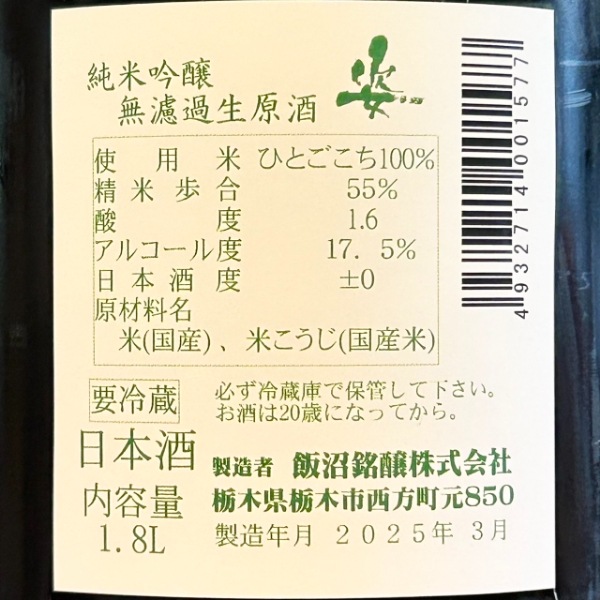 純米吟醸
無濾過生原酒
姿
使用米 ひとごこち100%
精米歩合 55%
酸度 1.6
アルコール度 17. 5%
日本酒度 ±0
原材料名
米(国産)、米こうじ(国産米)
要冷蔵
必ず冷蔵庫で保管して下さい。
お酒は20歳になってから。
日本酒
内容量
1.8L
製造者 飯沼銘醸株式会社
栃木県栃木市西方町元850
製造年月 2025年 3月
4932714001577